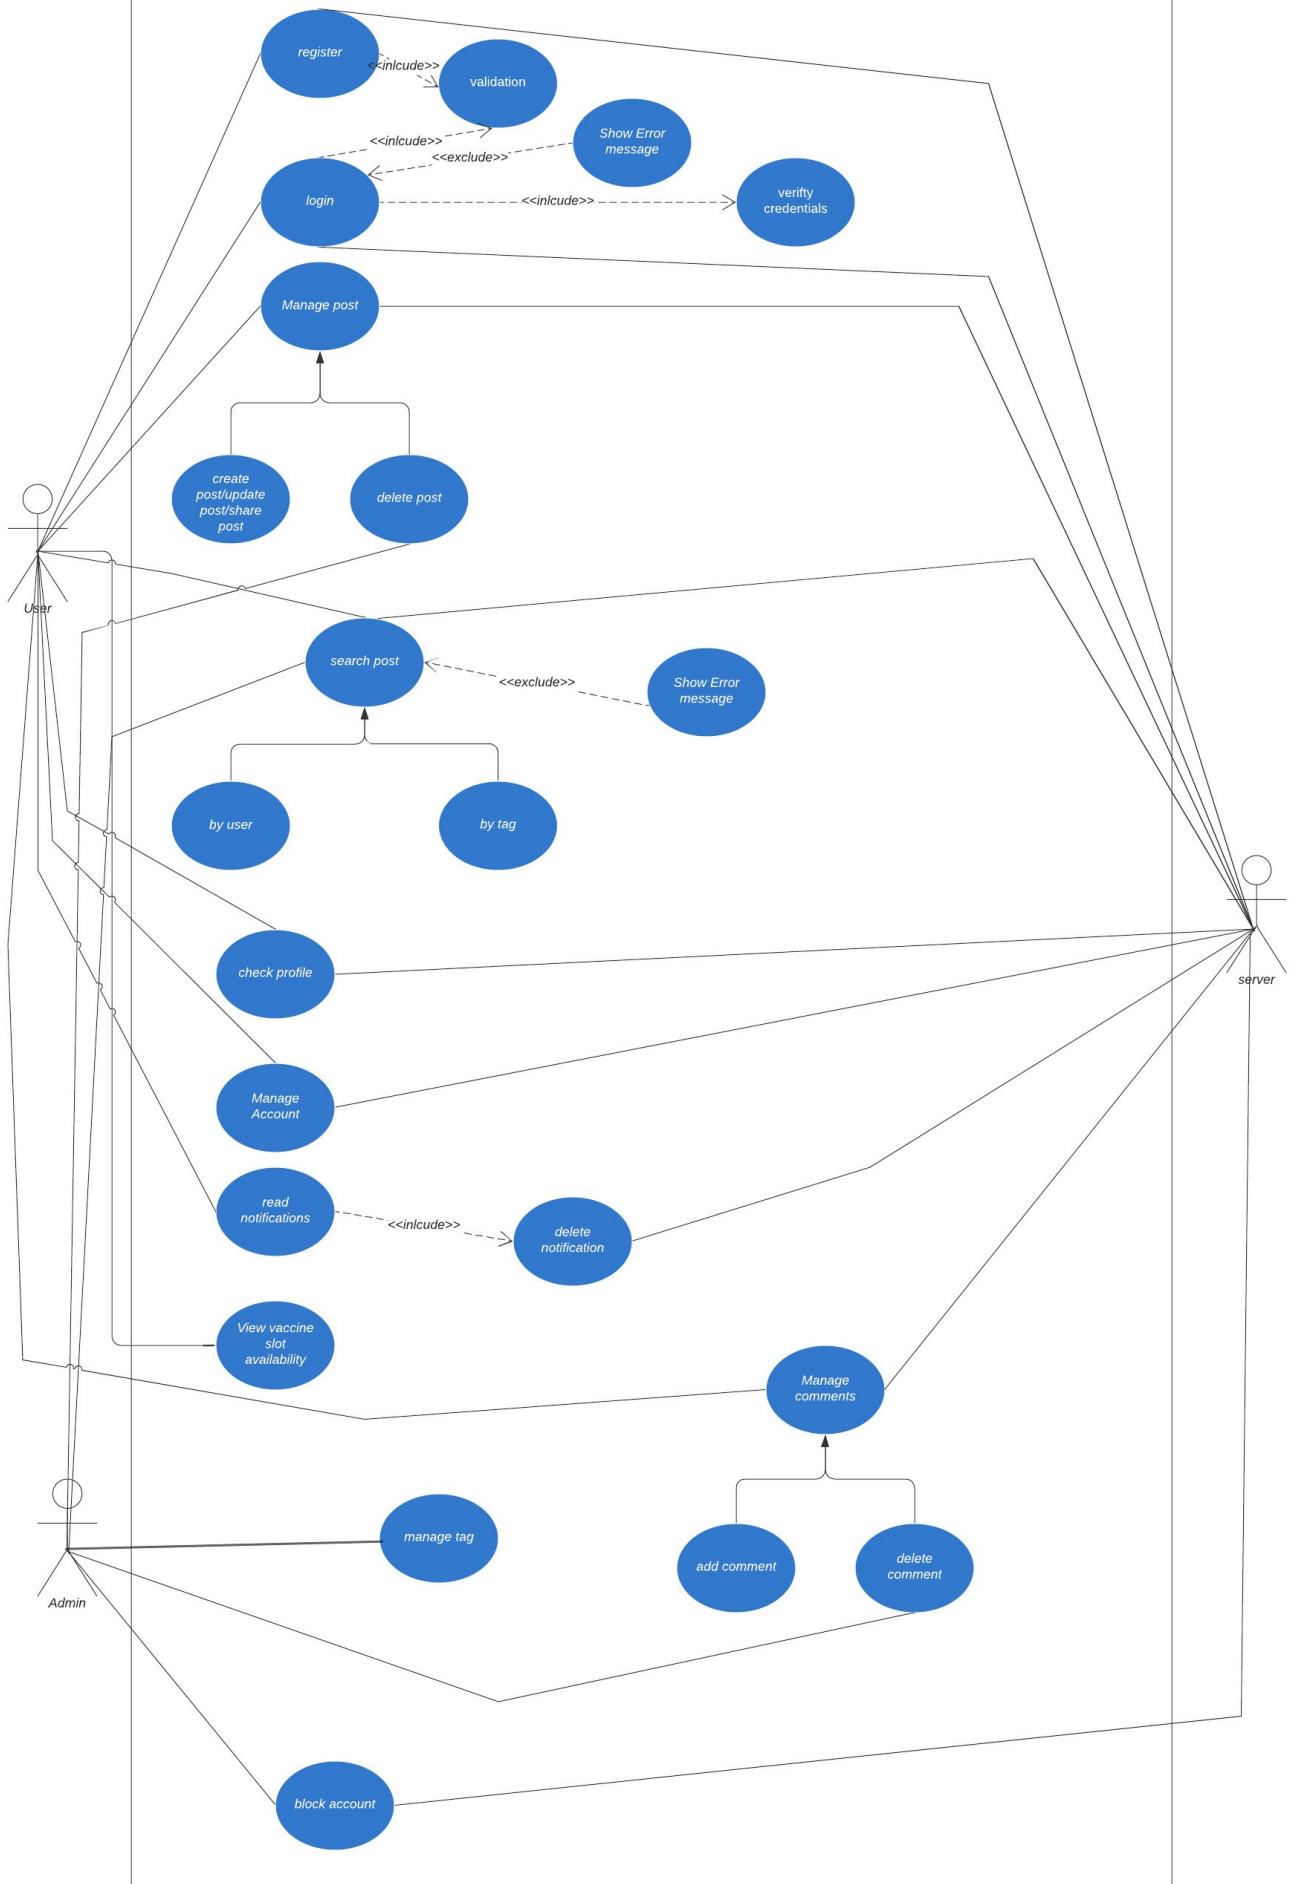 register
<<inlcude>>
validation
Show Error
message
<<inlcude>>
<<exclude>>
login
<<inlcude>>
verifty
credentials
Manage post
create
post/update
post/share
post
delete post
User
search post
<<exclude>>
Show Error
message
by user
by tag
check profile
server
Manage
Account
read
notifications
<<inlcude>>
delete
notification
View vaccine
slot
availability
Manage
comments
manage tag
add comment
delete
comment
Admin
block account